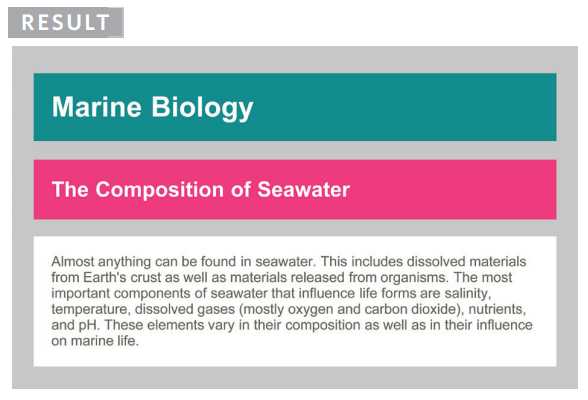 RESULT
Marine Biology
The Composition of Seawater
Almost anything can be found in seawater. This includes dissolved materials
from Earth's crust as well as materials released from organisms. The most
important components of seawater that influence life forms are salinity,
temperature, dissolved gases (mostly oxygen and carbon dioxide), nutrients,
and pH. These elements vary in their composition as well as in their influence
on marine life.